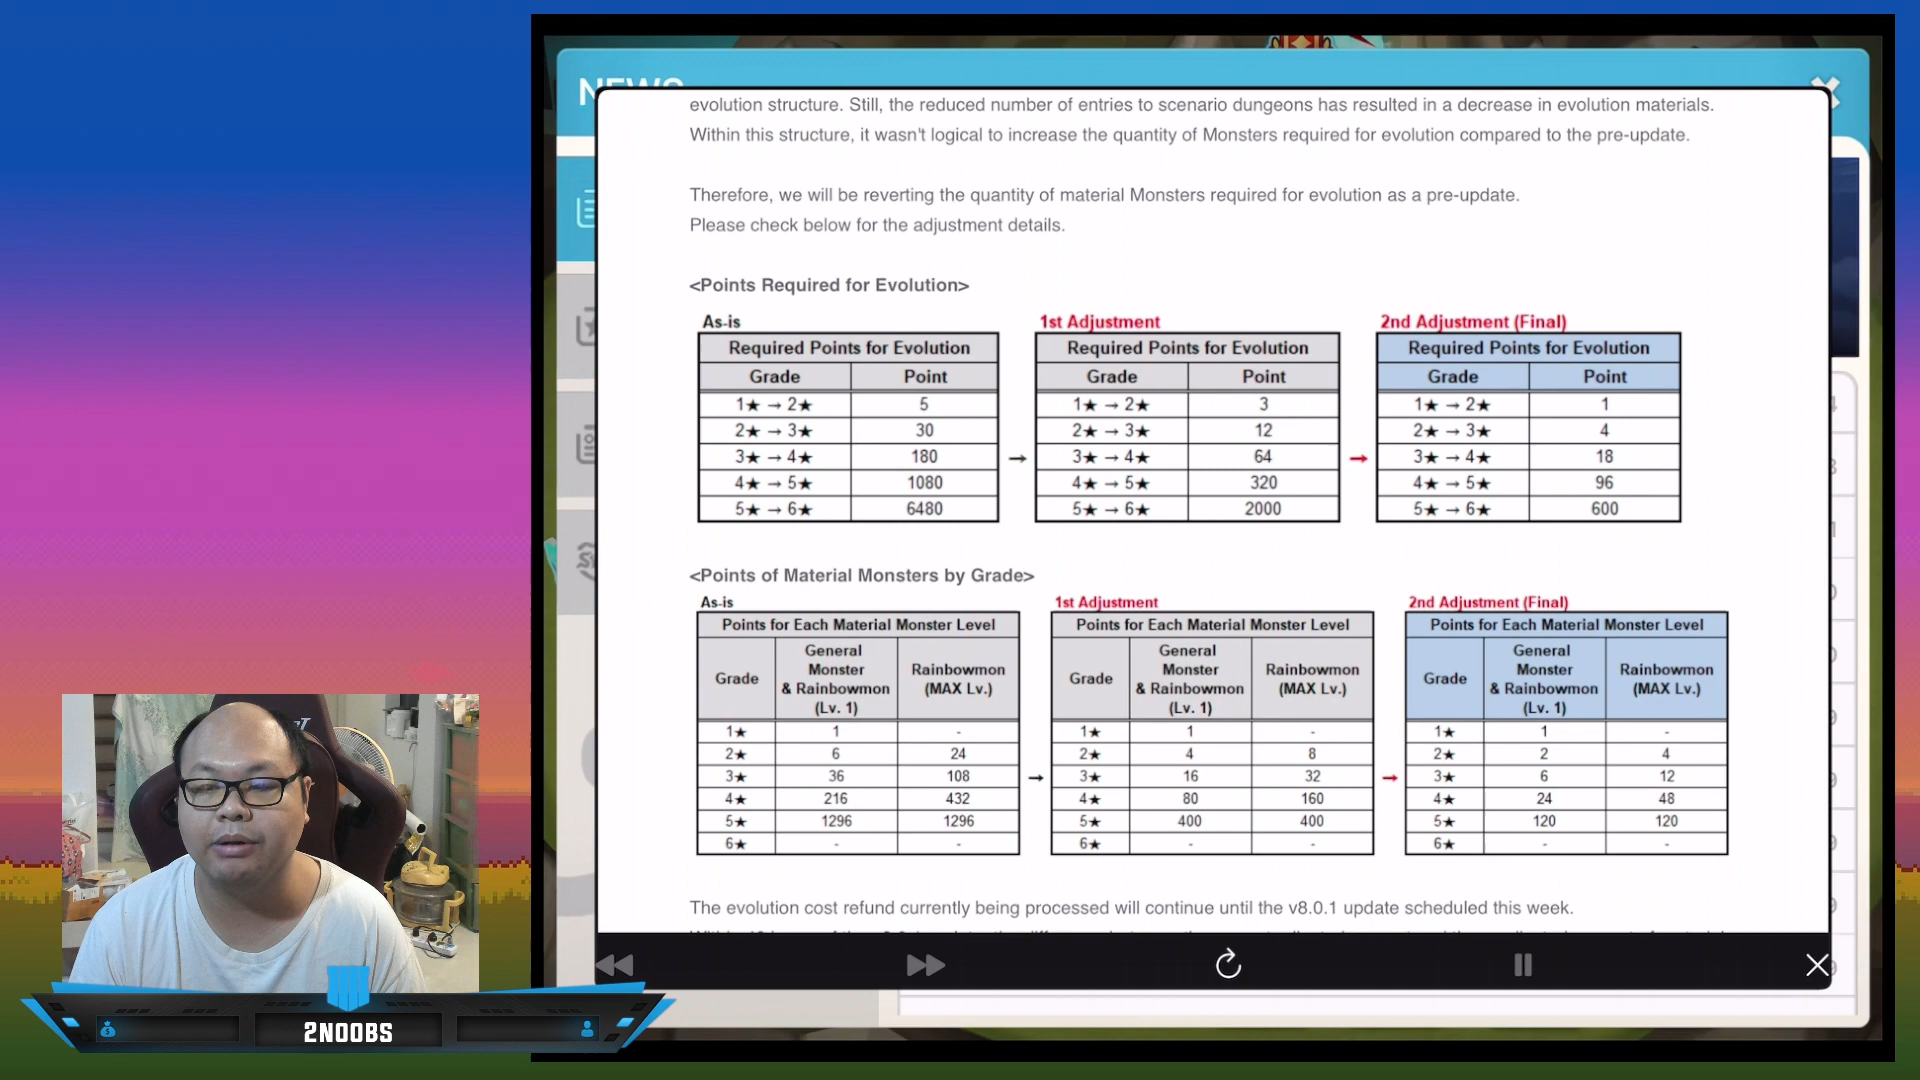 NEWS
evolution structure. Still, the reduced number of entries to scenario dungeons has resulted in a decrease in evolution materials.
Within this structure, it wasn't logical to increase the quantity of Monsters required for evolution compared to the pre-update.
Therefore, we will be reverting the quantity of material Monsters required for evolution as a pre-update.
Please check below for the adjustment details.
<Points Required for Evolution>
As-is
Required Points for Evolution
Grade Point
1★ → 2★ 5
2★ → 3★ 30
3★ → 4★ 180
4★ → 5★ 1080
5★ → 6★ 6480
→
1st Adjustment
Required Points for Evolution
Grade Point
1★ → 2★ 3
2★ → 3★ 12
3★ → 4★ 64
4★ → 5★ 320
5★ → 6★ 2000
→
2nd Adjustment (Final)
Required Points for Evolution
Grade Point
1★ → 2★ 1
2★ → 3★ 4
3★ → 4★ 18
4★ → 5★ 96
5★ → 6★ 600
<Points of Material Monsters by Grade>
As-is
Points for Each Material Monster Level
Grade
General
Monster
& Rainbowmon
(Lv. 1)
Rainbowmon
(MAX Lv.)
1★ 1 -
2★ 6 24
3★ 36 108
4★ 216 432
5★ 1296 1296
6★ - -
→
1st Adjustment
Points for Each Material Monster Level
Grade
General
Monster
& Rainbowmon
(Lv. 1)
Rainbowmon
(MAX Lv.)
1★ 1 -
2★ 4 8
3★ 16 32
4★ 80 160
5★ 400 400
6★ - -
→
2nd Adjustment (Final)
Points for Each Material Monster Level
Grade
General
Monster
& Rainbowmon
(Lv. 1)
Rainbowmon
(MAX Lv.)
1★ 1 -
2★ 2 4
3★ 6 12
4★ 24 48
5★ 120 120
6★ - -
The evolution cost refund currently being processed will continue until the v8.0.1 update scheduled this week.
2NOOBS